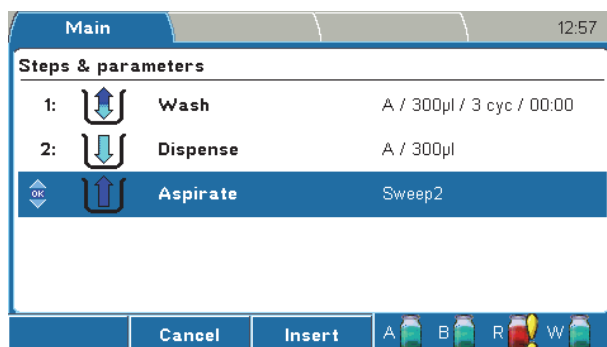 Main 12:57
Steps & parameters
1: Wash A / 300µl / 3 cyc / 00:00
2: Dispense A / 300µl
OK Aspirate Sweep2
Cancel Insert A B R W